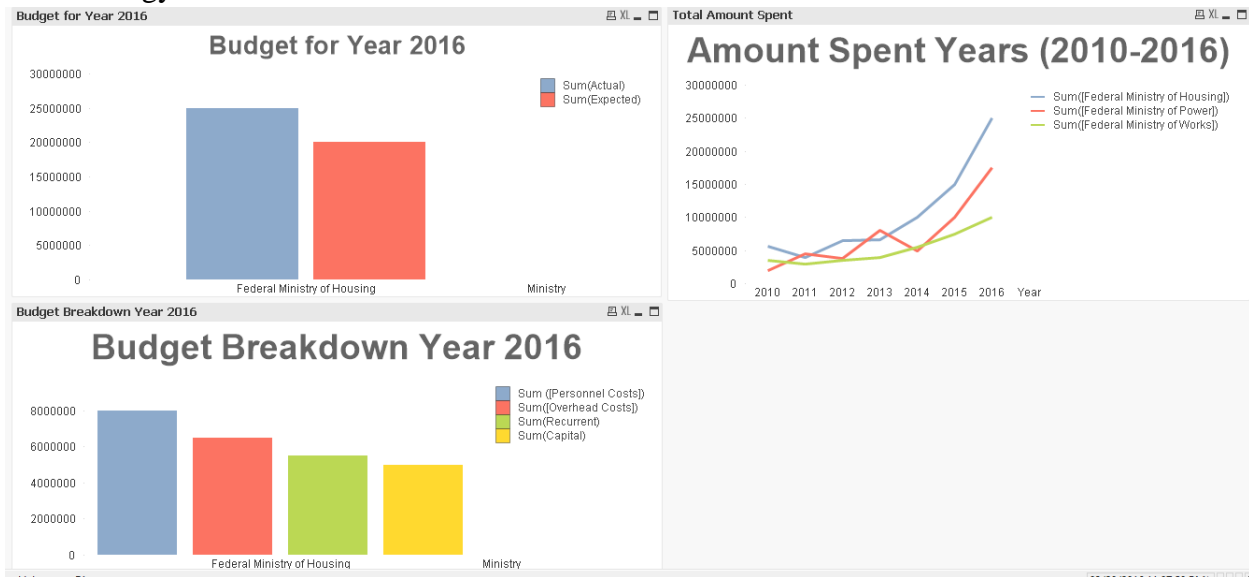 Budget for Year 2016
XL
Budget for Year 2016
30000000
25000000
20000000
15000000
10000000
5000000
0
Sum(Actual)
Sum(Expected)
Federal Ministry of Housing
Ministry
Total Amount Spent
XL
Amount Spent Years (2010-2016)
30000000
25000000
20000000
15000000
10000000
5000000
0
Sum([Federal Ministry of Housing])
Sum([Federal Ministry of Power])
Sum([Federal Ministry of Works])
2010 2011 2012 2013 2014 2015 2016 Year
Budget Breakdown Year 2016
XL
Budget Breakdown Year 2016
8000000
6000000
4000000
2000000
0
Sum ([Personnel Costs])
Sum([Overhead Costs])
Sum(Recurrent)
Sum(Capital)
Federal Ministry of Housing
Ministry